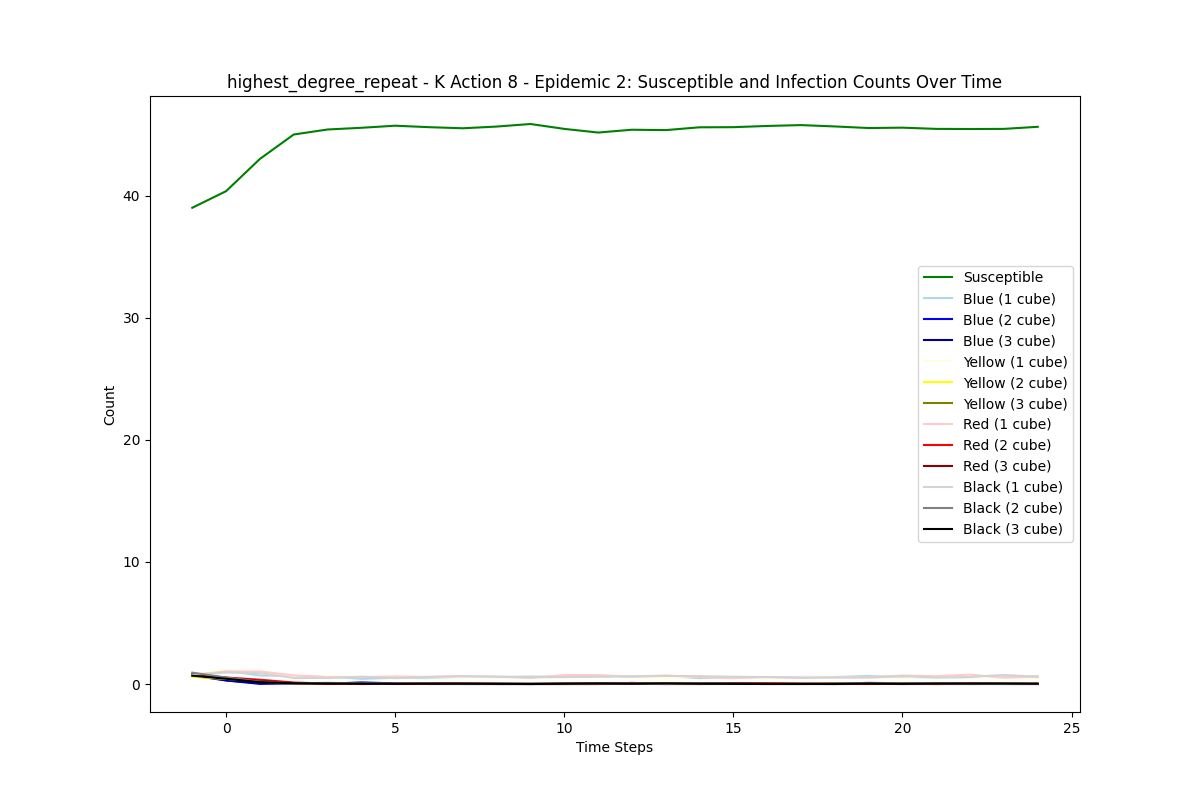 highest_degree_repeat - K Action 8 - Epidemic 2: Susceptible and Infection Counts Over Time
Count
40
30
20
10
0
Susceptible
Blue (1 cube)
Blue (2 cube)
Blue (3 cube)
Yellow (1 cube)
Yellow (2 cube)
Yellow (3 cube)
Red (1 cube)
Red (2 cube)
Red (3 cube)
Black (1 cube)
Black (2 cube)
Black (3 cube)
0 5 10 15 20 25
Time Steps